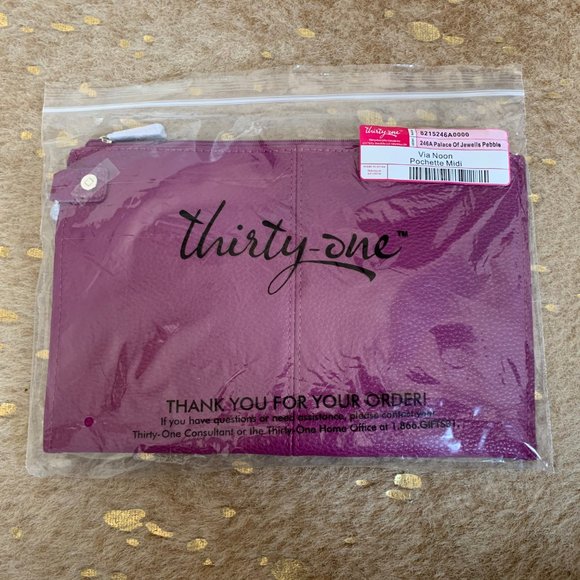 thirty-one
8215246A0000
246A Palace Of Jewells Pebble
Via Noon
Pochette Midi
thirty-one™
THANK YOU FOR YOUR ORDER!
If you have questions or need assistance, please contact your
Thirty-One Consultant or the Thirty-One Home Office at 1.866.GIFTS31.